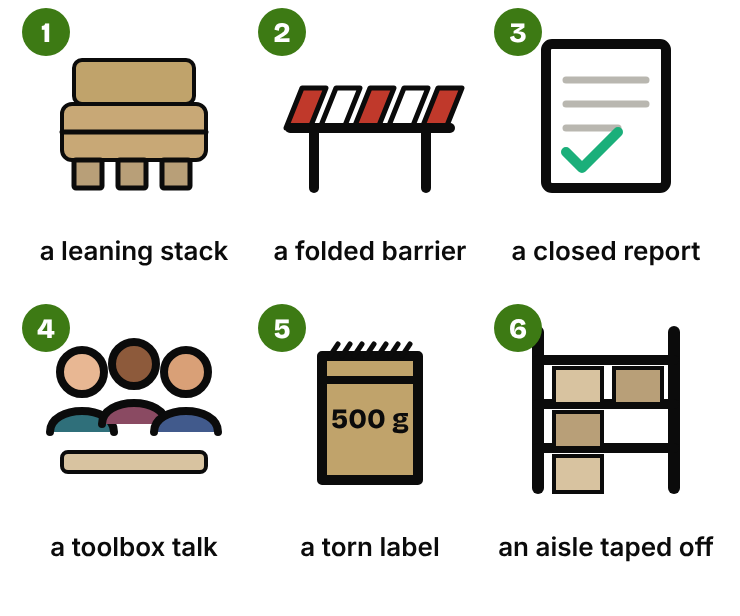 1
2
3
a leaning stack
a folded barrier
a closed report
4
5
6
500 g
a toolbox talk
a torn label
an aisle taped off